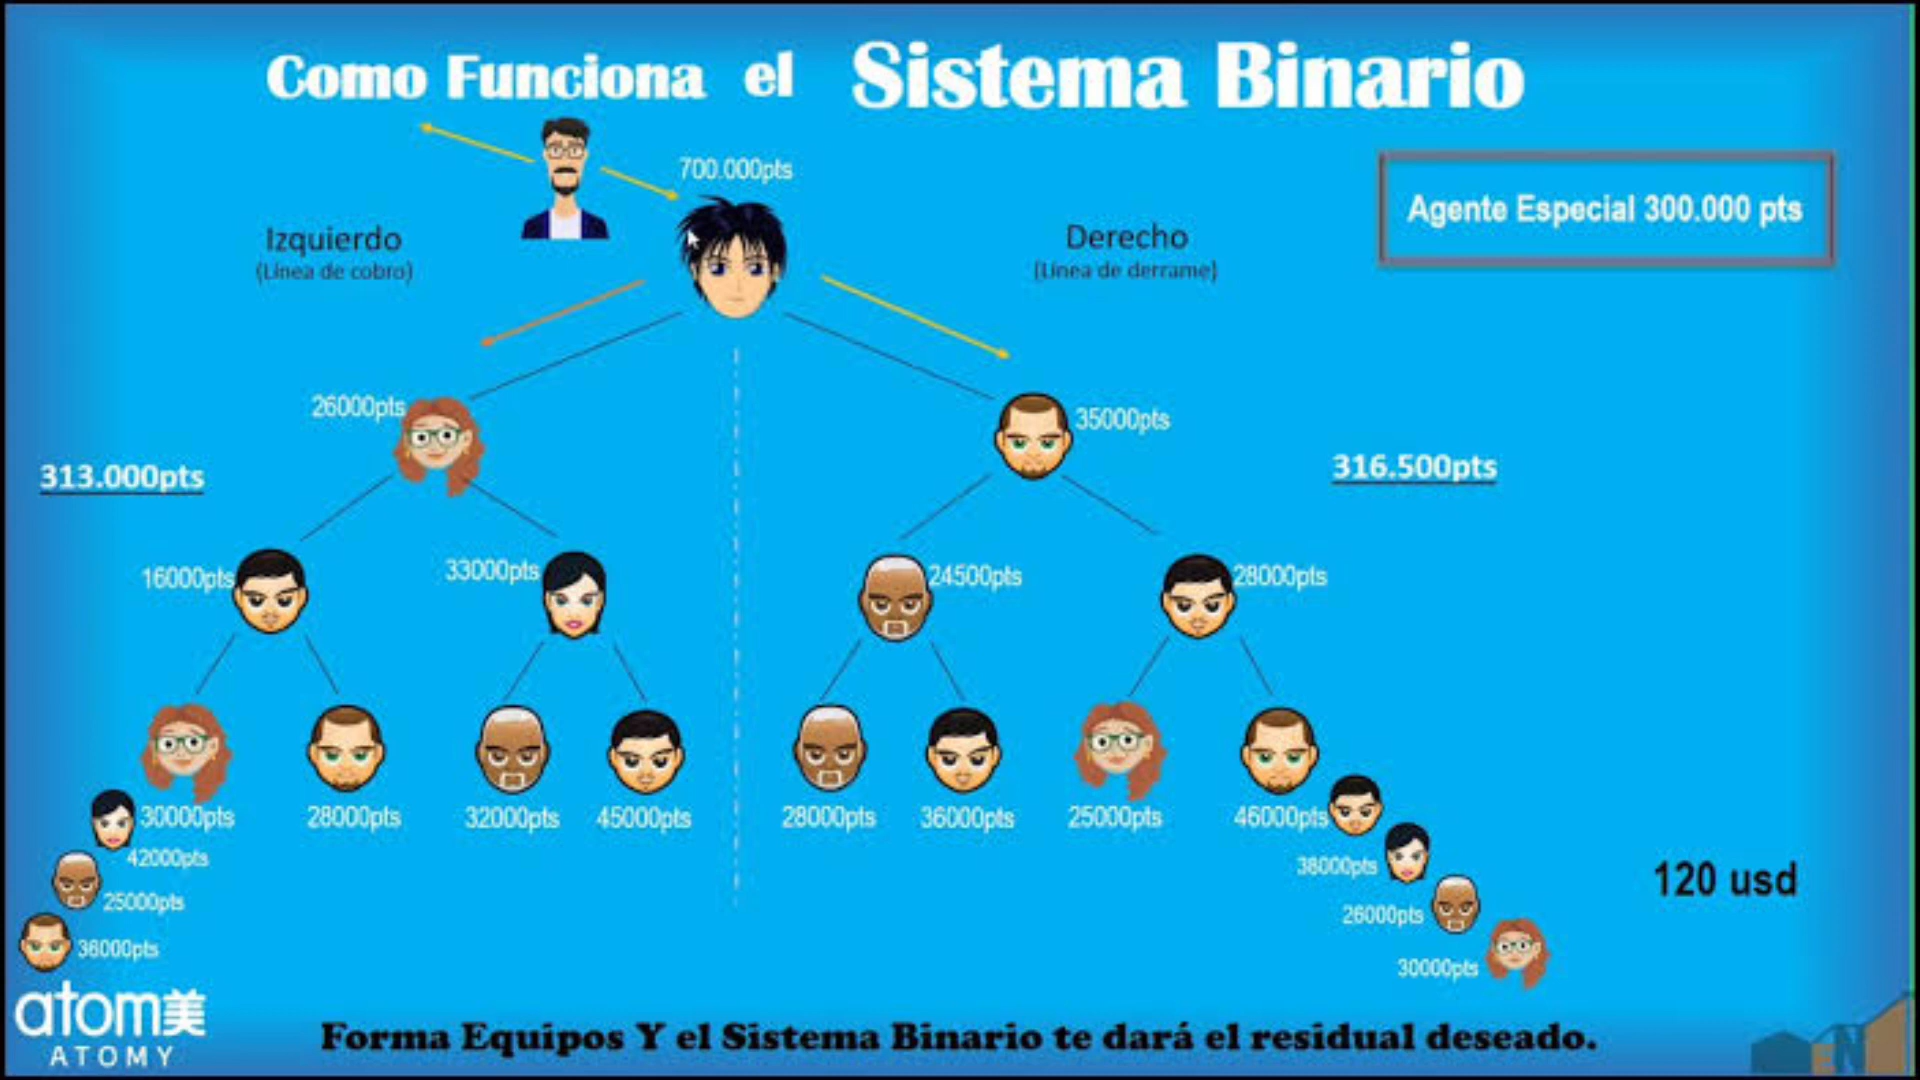 Como Funciona el Sistema Binario
700.000pts
Agente Especial 300.000 pts
Izquierdo
(Línea de cobro)
Derecho
(Línea de derrame)
26000pts
35000pts
313.000pts
316.500pts
16000pts
33000pts
24500pts
28000pts
30000pts
28000pts
32000pts
45000pts
28000pts
36000pts
25000pts
46000pts
42000pts
38000pts
120 usd
25000pts
26000pts
36000pts
30000pts
atom美
ATOMY
Forma Equipos Y el Sistema Binario te dará el residual deseado.